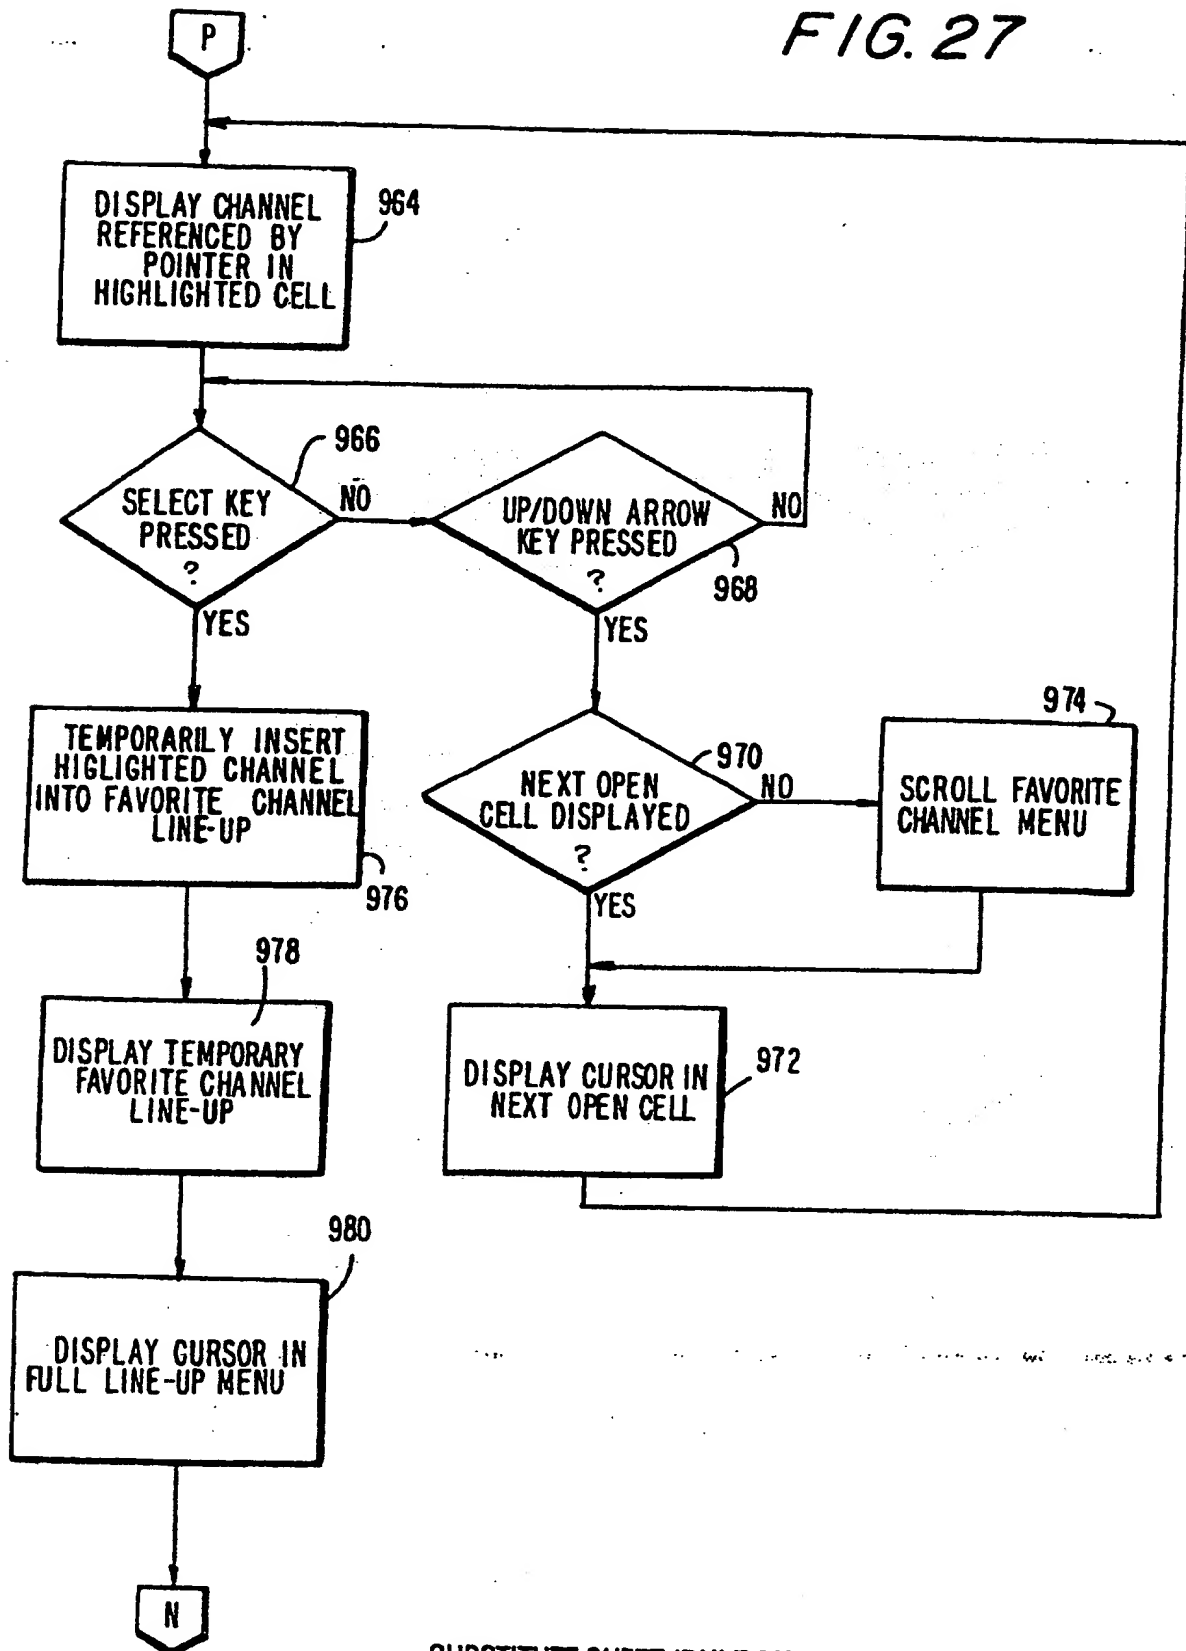 FIG. 27
P
DISPLAY CHANNEL
REFERENCED BY
POINTER IN
HIGHLIGHTED CELL
964
966
SELECT KEY
PRESSED
?
NO
UP/DOWN ARROW
KEY PRESSED
?
NO
968
YES
YES
TEMPORARILY INSERT
HIGLIGHTED CHANNEL
INTO FAVORITE CHANNEL
LINE-UP
976
970
NEXT OPEN
CELL DISPLAYED
?
NO
YES
974
SCROLL FAVORITE
CHANNEL MENU
978
DISPLAY TEMPORARY
FAVORITE CHANNEL
LINE-UP
DISPLAY CURSOR IN
NEXT OPEN CELL
972
980
DISPLAY CURSOR IN
FULL LINE-UP MENU
N